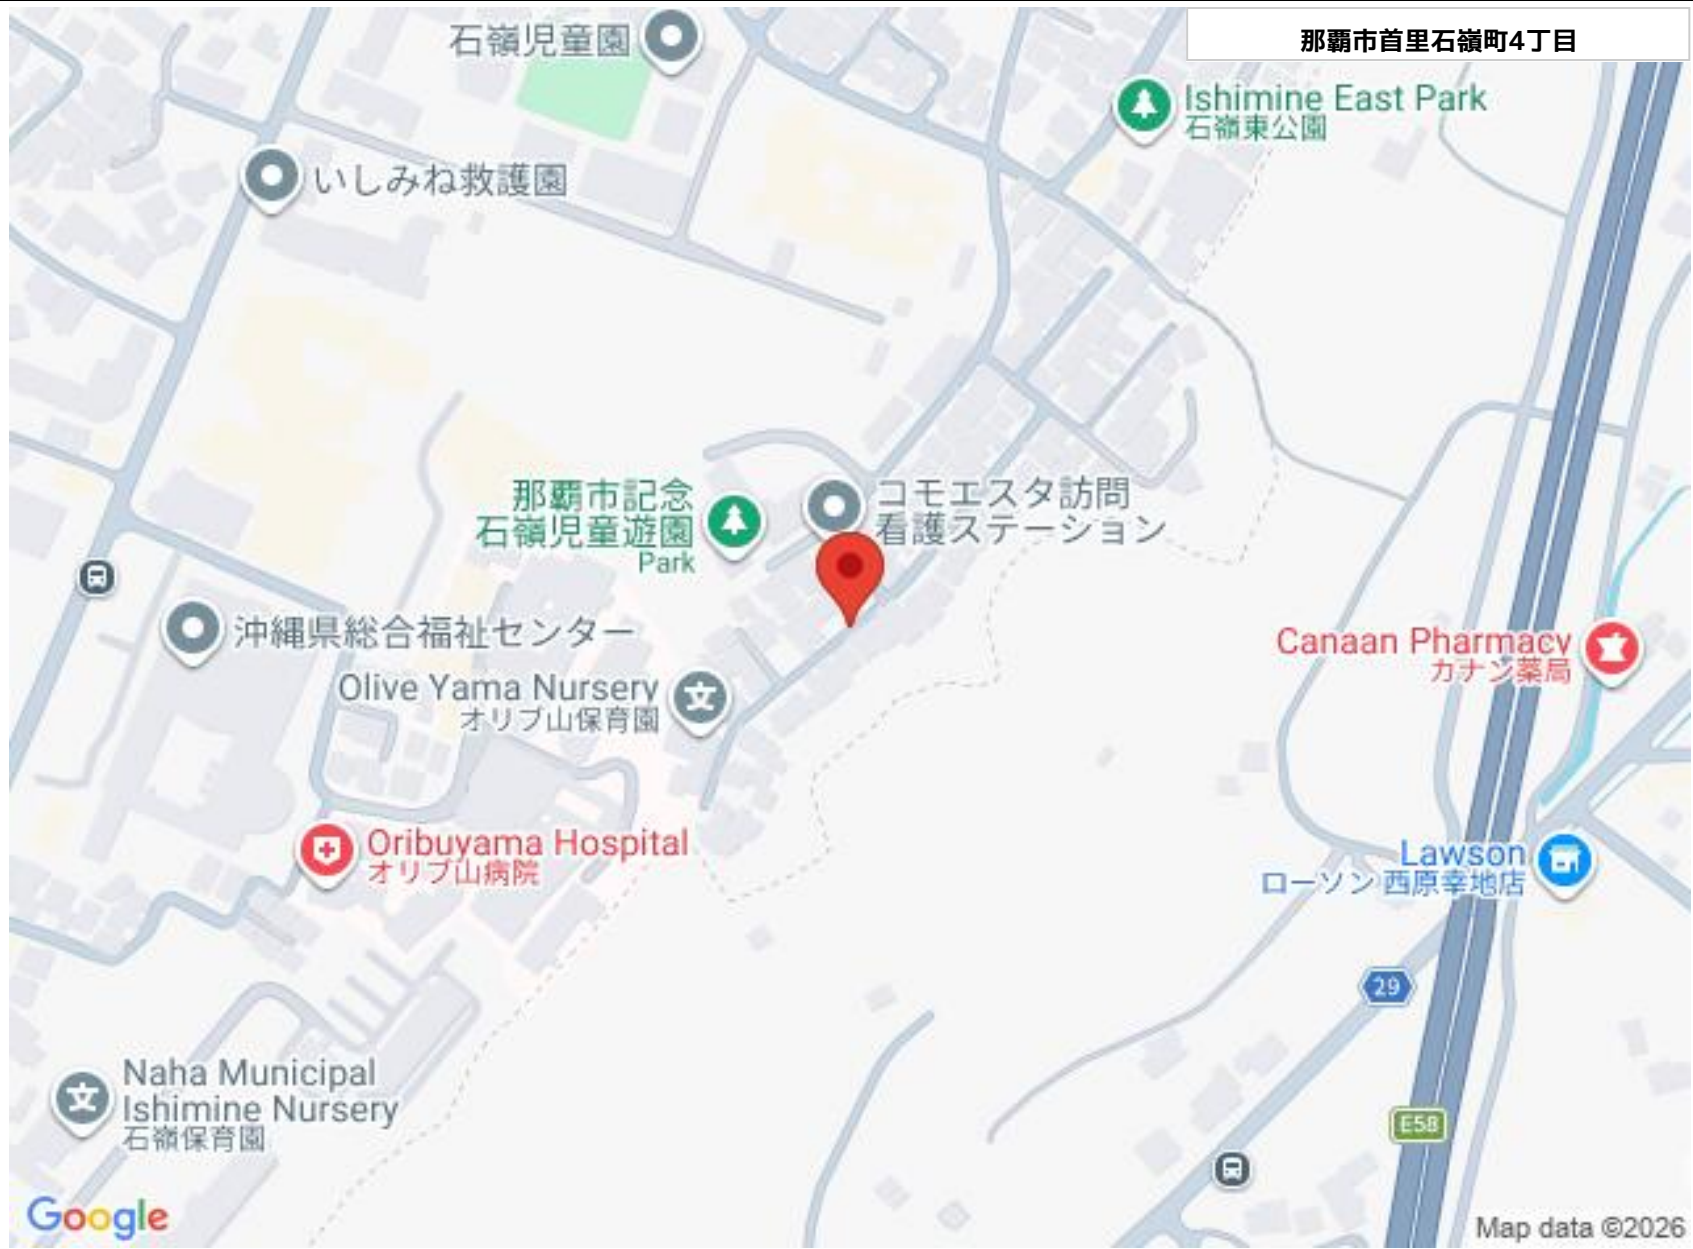 那覇市首里石嶺町4丁目
石嶺児童園
Ishimine East Park
石嶺東公園
いしみね救護園
那覇市記念
石嶺児童遊園
Park
コモエスタ訪問
看護ステーション
沖縄県総合福祉センター
Canaan Pharmacy
カナン薬局
Olive Yama Nursery
オリブ山保育園
Oribuyama Hospital
オリブ山病院
Lawson
ローソン 西原幸地店
29
Naha Municipal
Ishimine Nursery
石嶺保育園
E58
Google
Map data ©2026